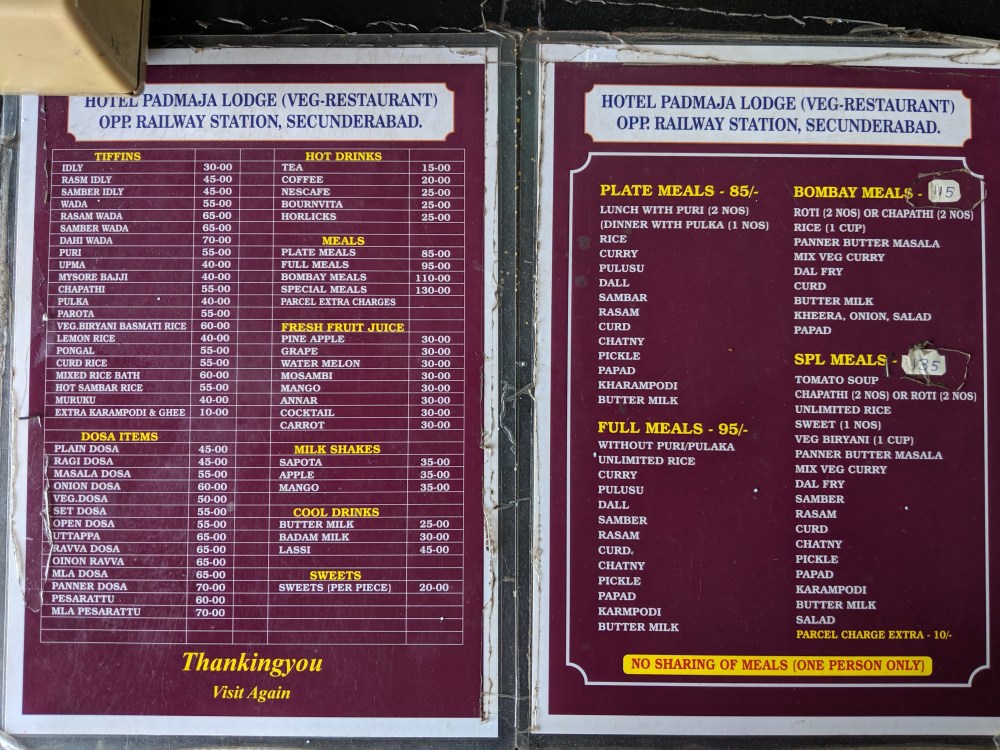 HOTEL PADMAJA LODGE (VEG-RESTAURANT)
OPP. RAILWAY STATION, SECUNDERABAD.
TIFFINS
IDLY 30-00
RASM IDLY 45-00
SAMBER IDLY 45-00
WADA 55-00
RASAM WADA 65-00
SAMBER WADA 65-00
DAHI WADA 70-00
PURI 55-00
UPMA 40-00
MYSORE BAJJI 40-00
CHAPATHI 55-00
PULKA 40-00
PAROTA 55-00
VEG.BIRYANI BASMATI RICE 60-00
LEMON RICE 40-00
PONGAL 55-00
CURD RICE 55-00
MIXED RICE BATH 60-00
HOT SAMBAR RICE 55-00
MURUKU 40-00
EXTRA KARAMPODI & GHEE 10-00
DOSA ITEMS
PLAIN DOSA 45-00
RAGI DOSA 45-00
MASALA DOSA 55-00
ONION DOSA 60-00
VEG.DOSA 50-00
SET DOSA 55-00
OPEN DOSA 55-00
UTTAPPA 65-00
RAVVA DOSA 65-00
OINON RAVVA 65-00
MLA DOSA 65-00
PANNER DOSA 70-00
PESARATTU 60-00
MLA PESARATTU 70-00
HOT DRINKS
TEA 15-00
COFFEE 20-00
NESCAFE 25-00
BOURNVITA 25-00
HORLICKS 25-00
MEALS
PLATE MEALS 85-00
FULL MEALS 95-00
BOMBAY MEALS 110-00
SPECIAL MEALS 130-00
PARCEL EXTRA CHARGES
FRESH FRUIT JUICE
PINE APPLE 30-00
GRAPE 30-00
WATER MELON 30-00
MOSAMBI 30-00
MANGO 30-00
ANNAR 30-00
COCKTAIL 30-00
CARROT 30-00
MILK SHAKES
SAPOTA 35-00
APPLE 35-00
MANGO 35-00
COOL DRINKS
BUTTER MILK 25-00
BADAM MILK 30-00
LASSI 45-00
SWEETS
SWEETS (PER PIECE) 20-00
Thankingyou
Visit Again
HOTEL PADMAJA LODGE (VEG-RESTAURANT)
OPP. RAILWAY STATION, SECUNDERABAD.
PLATE MEALS - 85/-
LUNCH WITH PURI (2 NOS)
(DINNER WITH PULKA (1 NOS)
RICE
CURRY
PULUSU
DALL
SAMBAR
RASAM
CURD
CHATNY
PICKLE
PAPAD
KHARAMPODI
BUTTER MILK
FULL MEALS - 95/-
WITHOUT PURI/PULAKA
UNLIMITED RICE
CURRY
PULUSU
DALL
SAMBER
RASAM
CURD.
CHATNY
PICKLE
PAPAD
KARMPODI
BUTTER MILK
BOMBAY MEALS - 115
ROTI (2 NOS) OR CHAPATHI (2 NOS)
RICE (1 CUP)
PANNER BUTTER MASALA
MIX VEG CURRY
DAL FRY
CURD
BUTTER MILK
KHEERA, ONION, SALAD
PAPAD
SPL MEALS - 135
TOMATO SOUP
CHAPATHI (2 NOS) OR ROTI (2 NOS)
UNLIMITED RICE
SWEET (1 NOS)
VEG BIRYANI (1 CUP)
PANNER BUTTER MASALA
MIX VEG CURRY
DAL FRY
SAMBER
RASAM
CURD
CHATNY
PICKLE
PAPAD
KARAMPODI
BUTTER MILK
SALAD
PARCEL CHARGE EXTRA - 10/-
NO SHARING OF MEALS (ONE PERSON ONLY)